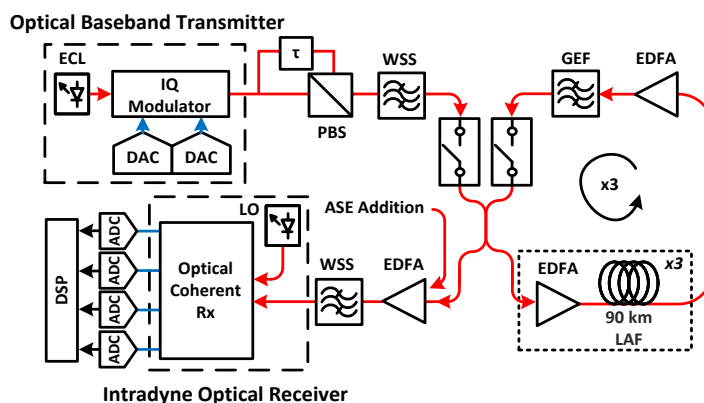 Optical Baseband Transmitter
ECL
IQ
Modulator
DAC
DAC
τ
PBS
WSS
GEF
EDFA
x3
ASE Addition
LO
ADC
ADC
ADC
ADC
DSP
Optical
Coherent
Rx
WSS
EDFA
EDFA
x3
90 km
LAF
Intradyne Optical Receiver